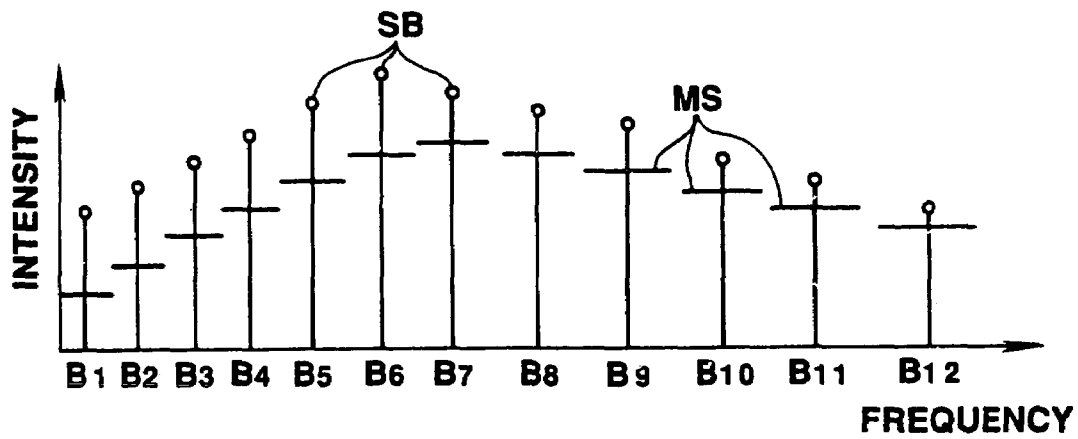 SB
MS
INTENSITY
B1 B2 B3 B4 B5 B6 B7 B8 B9 B10 B11 B12
FREQUENCY